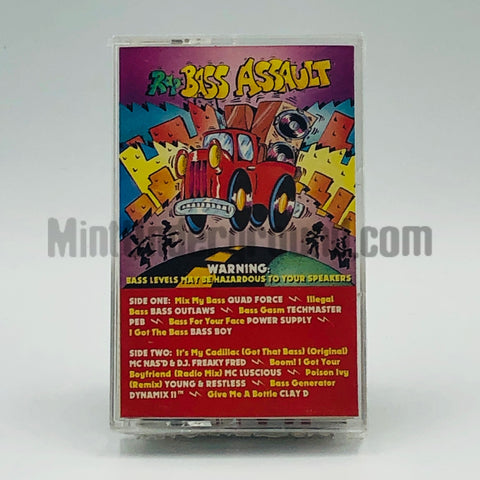 Rap BASS ASSAULT
WARNING:
BASS LEVELS MAY BE HAZARDOUS TO YOUR SPEAKERS
SIDE ONE: Mix My Bass QUAD FORCE Illegal
Bass BASS OUTLAWS Bass Gasm TECHMASTER
PEB Bass For Your Face POWER SUPPLY
I Got The Bass BASS BOY
SIDE TWO: It's My Cadillac (Got That Bass) (Original)
MC NAS'D & D.J. FREAKY FRED Boom! I Got Your
Boyfriend (Radio Mix) MC LUSCIOUS Poison Ivy
(Remix) YOUNG & RESTLESS Bass Generator
DYNAMIX 11™ Give Me A Bottle CLAY D